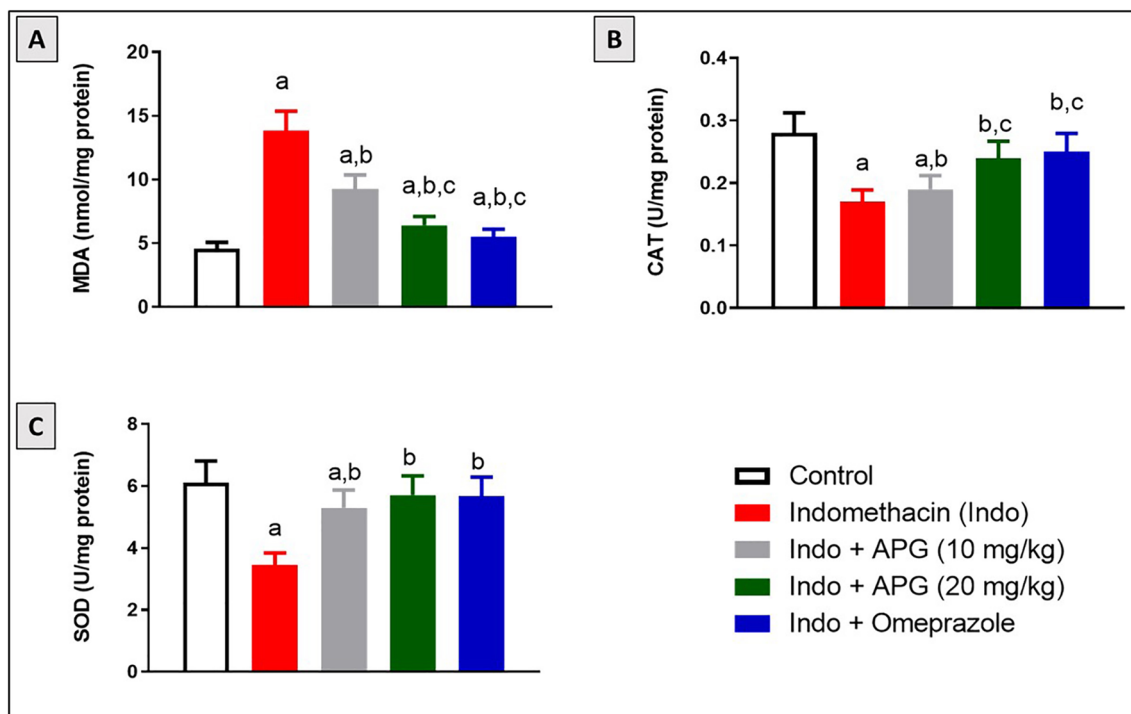 A
MDA (nmol/mg protein)
20
15
10
5
0
a
a,b
a,b,c
a,b,c
B
CAT (U/mg protein)
0.4
0.3
0.2
0.1
0.0
a
a,b
b,c
b,c
C
SOD (U/mg protein)
8
6
4
2
0
a
a,b
b
b
Control
Indomethacin (Indo)
Indo + APG (10 mg/kg)
Indo + APG (20 mg/kg)
Indo + Omeprazole